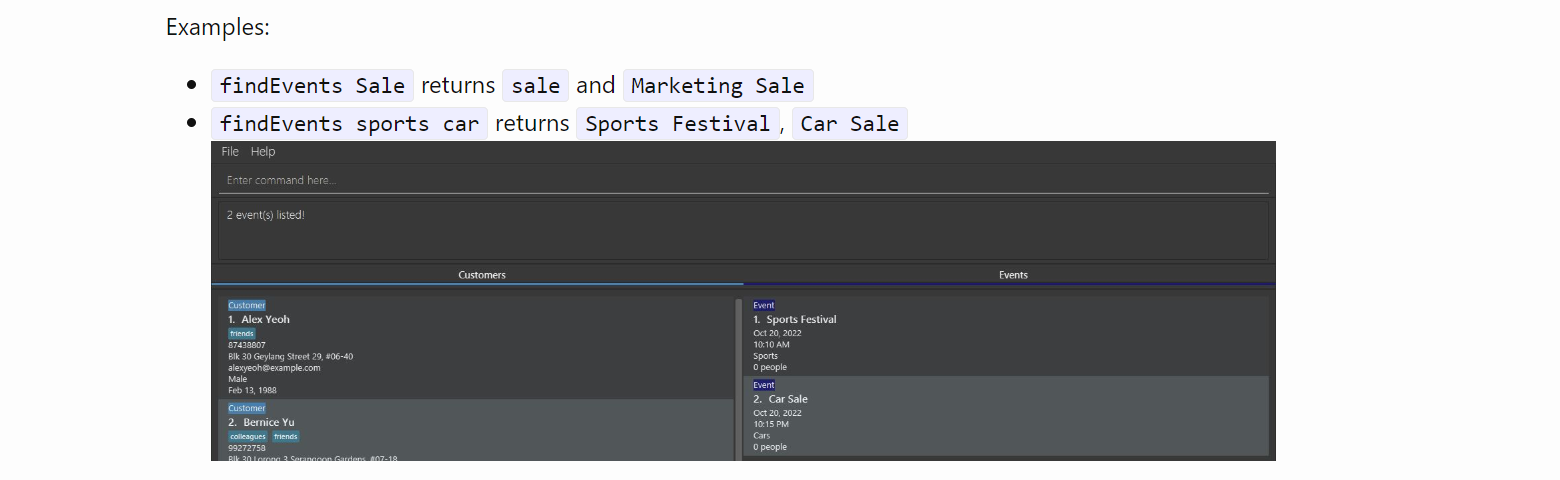 Examples:
findEvents Sale returns sale and Marketing Sale
findEvents sports car returns Sports Festival, Car Sale
File Help
Enter command here...
2 event(s) listed!
Customers Events
Customer
1. Alex Yeoh
friends
87438807
Blk 30 Geylang Street 29, #06-40
alexyeoh@example.com
Male
Feb 13, 1988
Customer
2. Bernice Yu
colleagues friends
99272758
Blk 30 Lorong 3 Serangoon Gardens, #07-18
Event
1. Sports Festival
Oct 20, 2022
10:10 AM
Sports
0 people
Event
2. Car Sale
Oct 20, 2022
10:15 PM
Cars
0 people